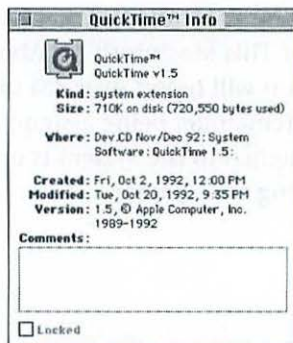 QuickTime™ Info
QuickTime™
QuickTime v1.5
Kind: system extension
Size: 710K on disk (720,550 bytes used)
Where: Dev.CD Nov/Dec 92: System
Software: QuickTime 1.5:
Created: Fri, Oct 2, 1992, 12:00 PM
Modified: Tue, Oct 20, 1992, 9:35 PM
Version: 1.5, © Apple Computer, Inc.
1989-1992
Comments:
Locked